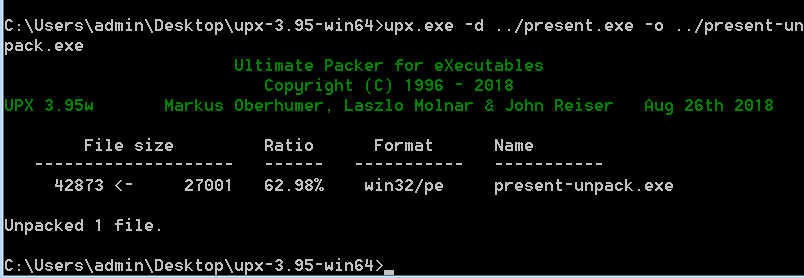 C:\Users\admin\Desktop\upx-3.95-win64>upx.exe -d ../present.exe -o ../present-un
pack.exe
Ultimate Packer for eXecutables
Copyright (C) 1996 - 2018
UPX 3.95w Markus Oberhumer, Laszlo Molnar & John Reiser Aug 26th 2018
File size Ratio Format Name
-------------------- ------ ----------- -----------
42873 <- 27001 62.98% win32/pe present-unpack.exe
Unpacked 1 file.
C:\Users\admin\Desktop\upx-3.95-win64>_